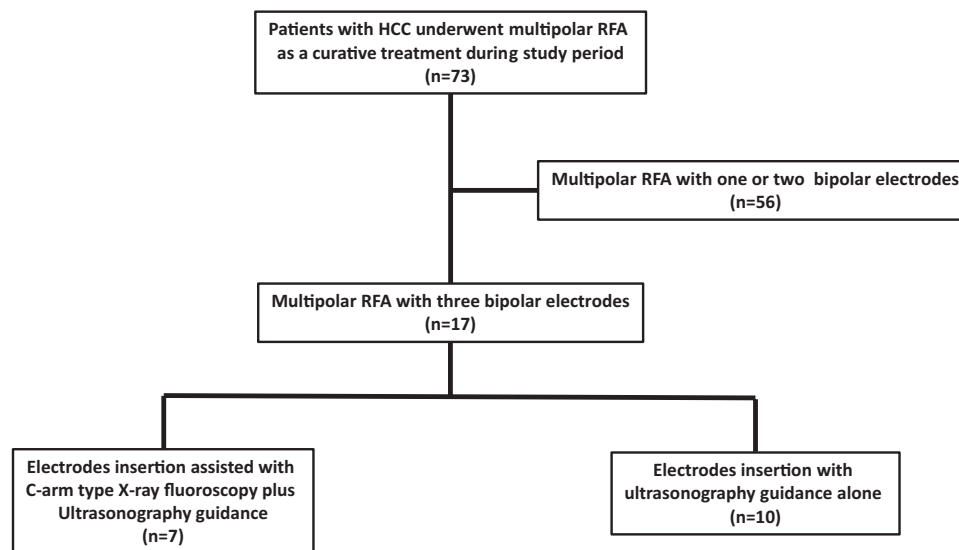 Patients with HCC underwent multipolar RFA
as a curative treatment during study period
(n=73)
Multipolar RFA with one or two bipolar electrodes
(n=56)
Multipolar RFA with three bipolar electrodes
(n=17)
Electrodes insertion assisted with
C-arm type X-ray fluoroscopy plus
Ultrasonography guidance
(n=7)
Electrodes insertion with
ultrasonography guidance alone
(n=10)